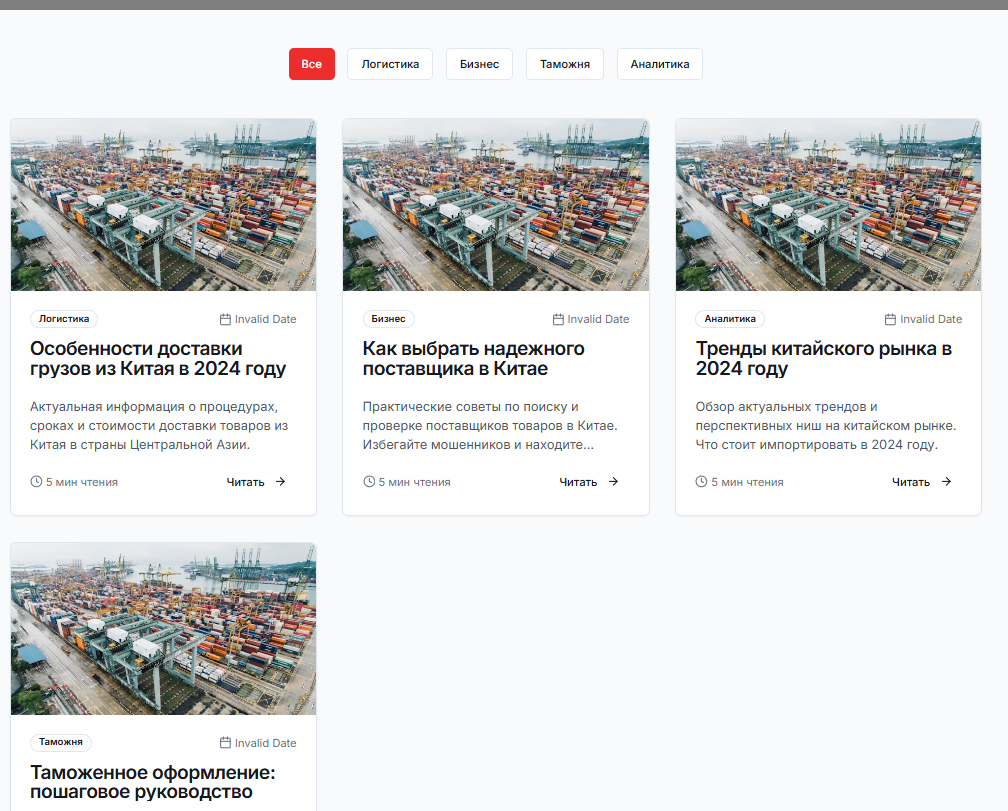 Все
Логистика
Бизнес
Таможня
Аналитика
Логистика
Invalid Date
Особенности доставки
грузов из Китая в 2024 году
Актуальная информация о процедурах,
сроках и стоимости доставки товаров из
Китая в страны Центральной Азии.
5 мин чтения
Читать
Бизнес
Invalid Date
Как выбрать надежного
поставщика в Китае
Практические советы по поиску и
проверке поставщиков товаров в Китае.
Избегайте мошенников и находите...
5 мин чтения
Читать
Аналитика
Invalid Date
Тренды китайского рынка в
2024 году
Обзор актуальных трендов и
перспективных ниш на китайском рынке.
Что стоит импортировать в 2024 году.
5 мин чтения
Читать
Таможня
Invalid Date
Таможенное оформление:
пошаговое руководство